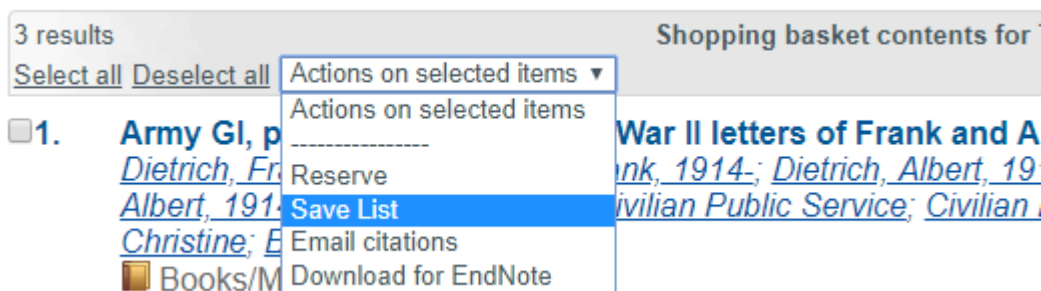 3 results Shopping basket contents for
Select all Deselect all Actions on selected items ▼
Actions on selected items
----------------
1. Army GI, p War II letters of Frank and A
Dietrich, Fra Reserve nk, 1914-; Dietrich, Albert, 19
Albert, 191 Save List ivilian Public Service; Civilian
Christine; E Email citations
Books/M Download for EndNote